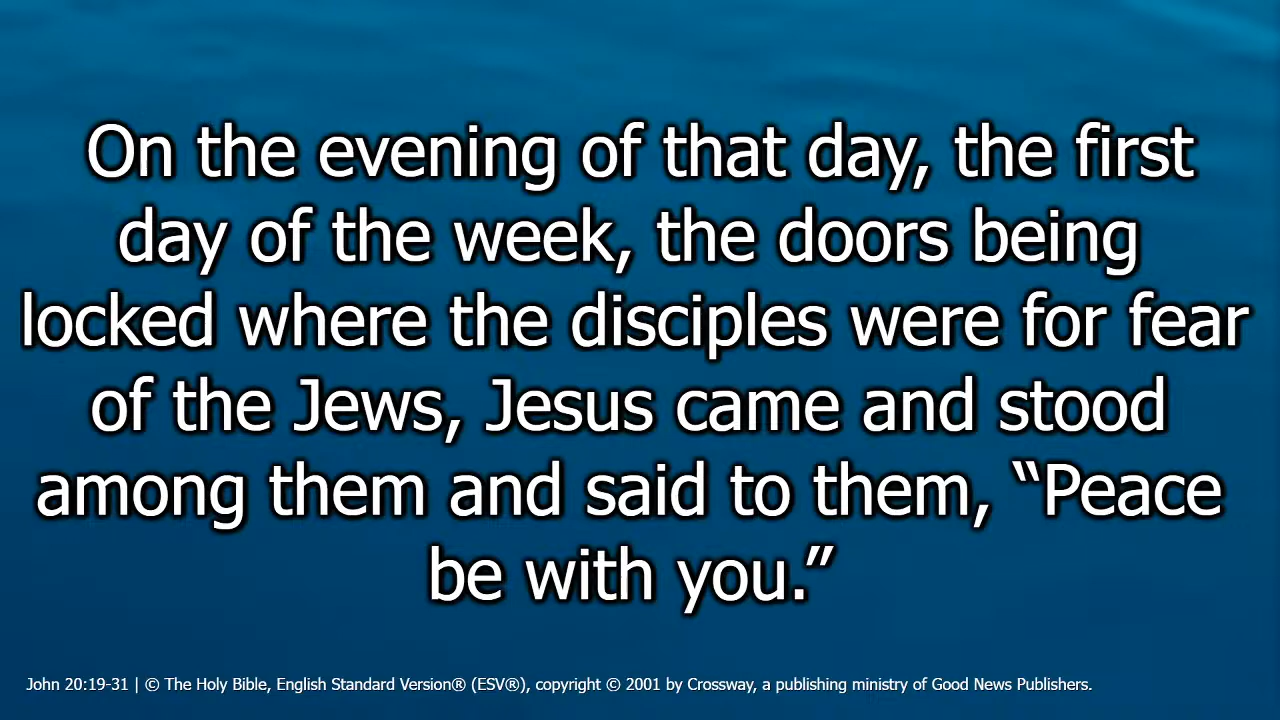 On the evening of that day, the first
day of the week, the doors being
locked where the disciples were for fear
of the Jews, Jesus came and stood
among them and said to them, “Peace
be with you.”
John 20:19-31 | © The Holy Bible, English Standard Version® (ESV®), copyright © 2001 by Crossway, a publishing ministry of Good News Publishers.